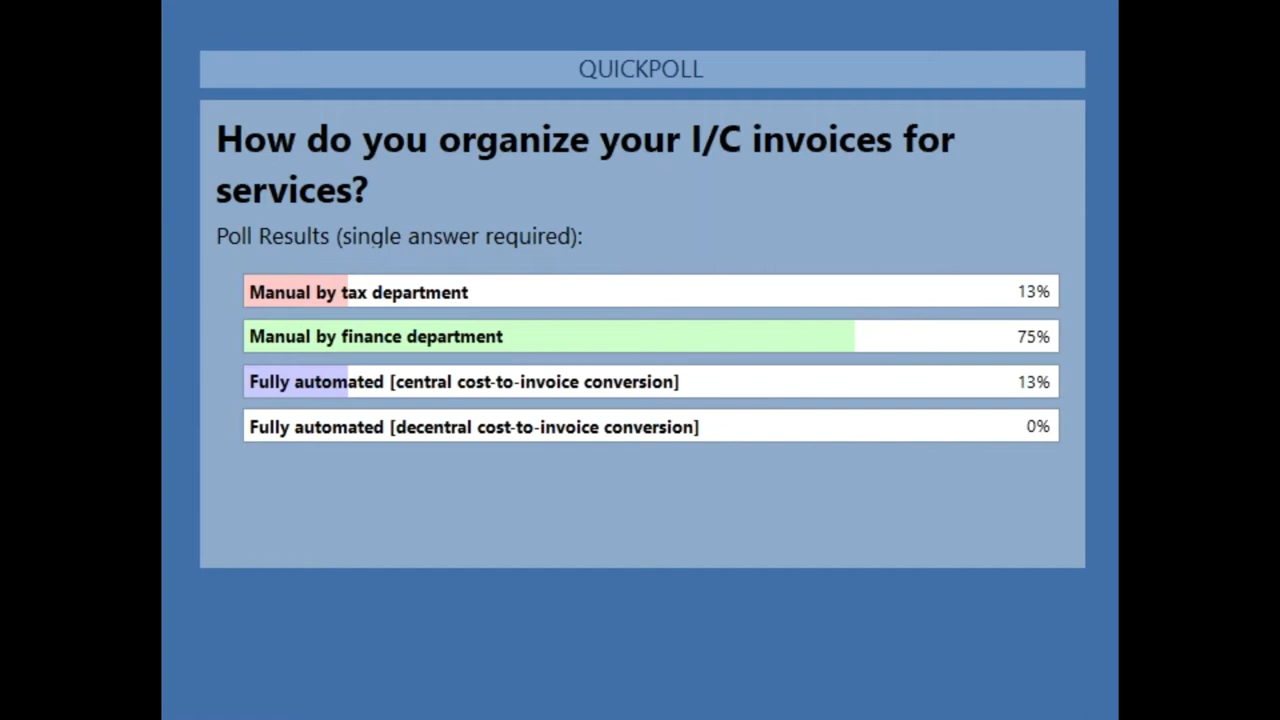 QUICKPOLL
How do you organize your I/C invoices for
services?
Poll Results (single answer required):
Manual by tax department 13%
Manual by finance department 75%
Fully automated [central cost-to-invoice conversion] 13%
Fully automated [decentral cost-to-invoice conversion] 0%